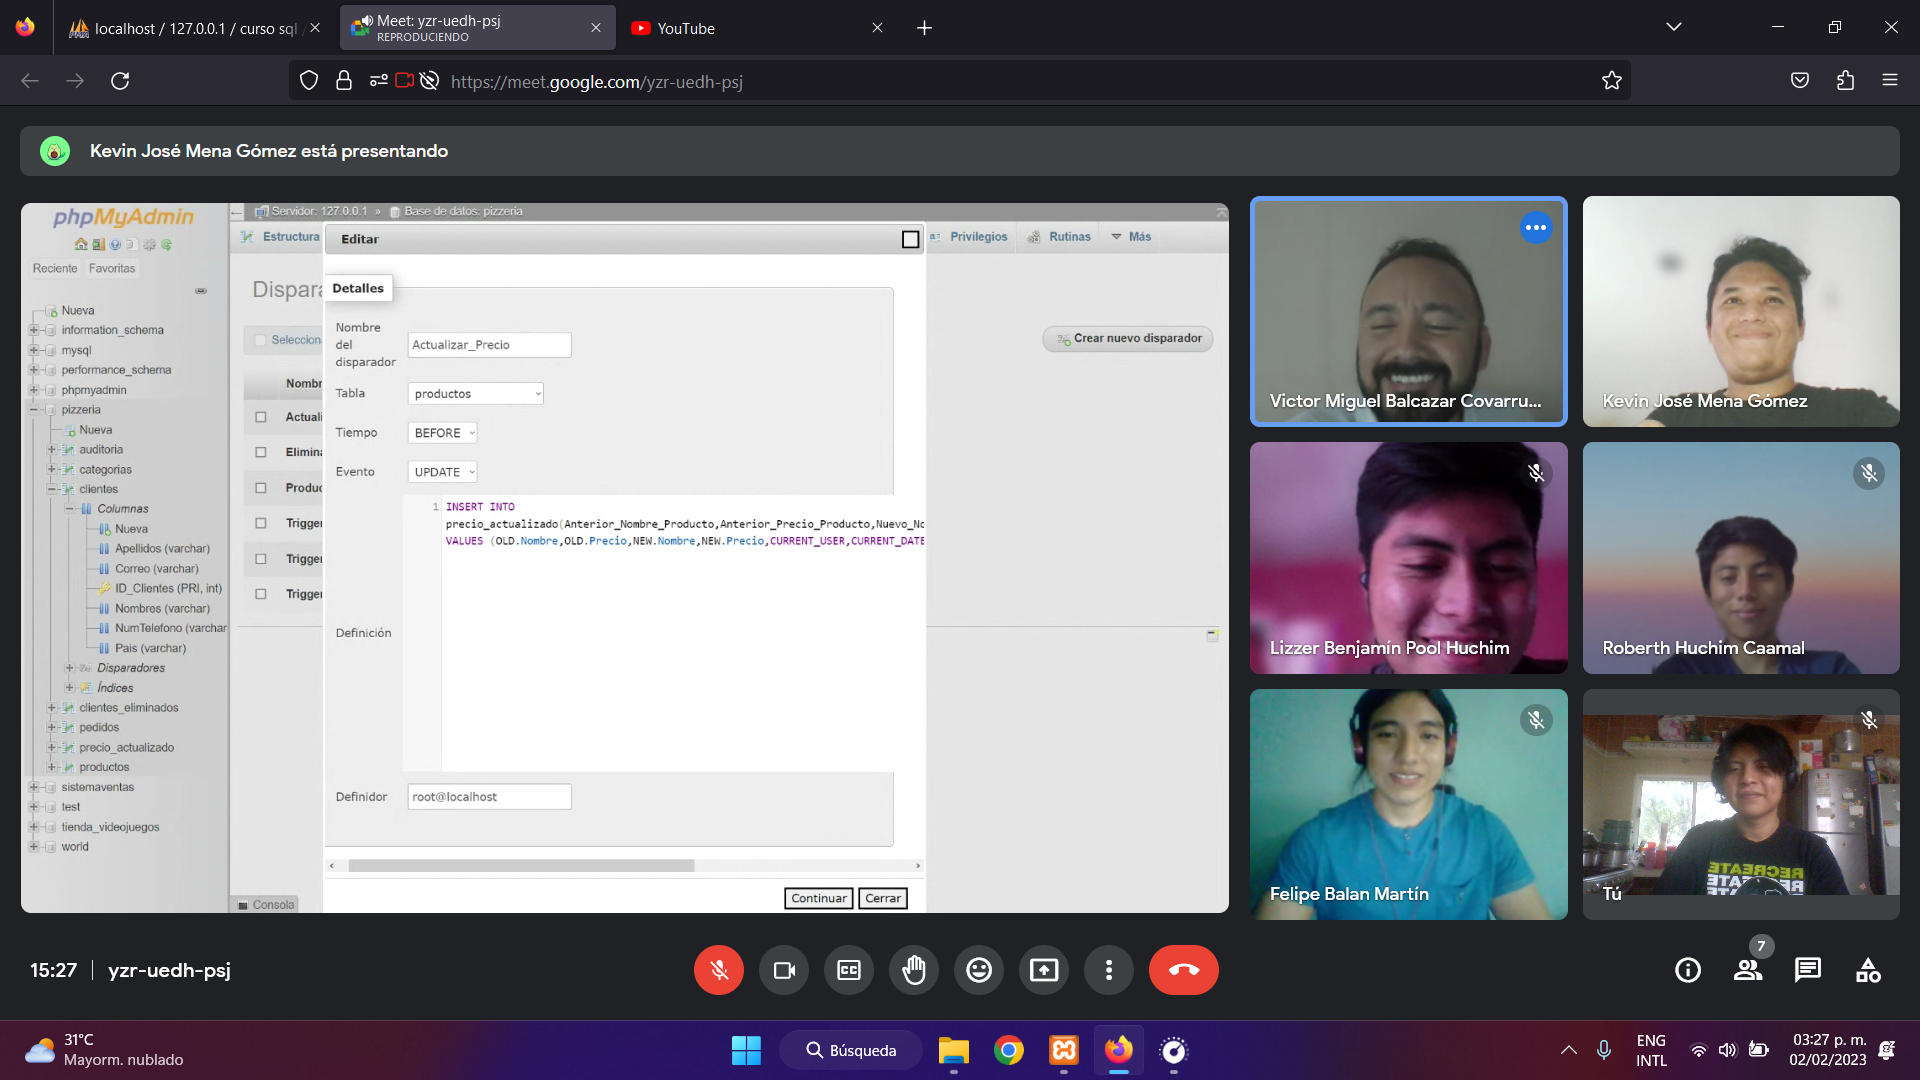 localhost / 127.0.0.1 / curso sql /
Meet: yzr-uedh-psj
REPRODUCIENDO
YouTube
https://meet.google.com/yzr-uedh-psj
Kevin José Mena Gómez está presentando
phpMyAdmin
Reciente Favoritas
Nueva
information_schema
mysql
performance_schema
phpmyadmin
pizzeria
Nueva
auditoria
categorias
clientes
Columnas
Nueva
Apellidos (varchar)
Correo (varchar)
ID_Clientes (PRI, int)
Nombres (varchar)
NumTelefono (varchar
Pais (varchar)
Disparadores
Índices
clientes_eliminados
pedidos
precio_actualizado
productos
sistemaventas
test
tienda_videojuegos
world
Servidor: 127.0.0.1 » Base de datos: pizzeria
Estructura
Privilegios
Rutinas
Más
Dispara
Selecciona
Nombr
Actuali
Elimin
Produc
Trigge
Trigge
Trigge
Crear nuevo disparador
Consola
Editar
Detalles
Nombre del disparador
Actualizar_Precio
Tabla
productos
Tiempo
BEFORE
Evento
UPDATE
Definición
1 INSERT INTO
precio_actualizado(Anterior_Nombre_Producto,Anterior_Precio_Producto,Nuevo_No
VALUES (OLD.Nombre,OLD.Precio,NEW.Nombre,NEW.Precio,CURRENT_USER,CURRENT_DATE
Definidor
root@localhost
Continuar Cerrar
Victor Miguel Balcazar Covarru...
Kevin José Mena Gómez
Lizzer Benjamín Pool Huchim
Roberth Huchim Caamal
Felipe Balan Martín
RECREATE
RECREATE
Tú
15:27 | yzr-uedh-psj
7
31°C
Mayorm. nublado
Búsqueda
ENG
INTL
03:27 p. m.
02/02/2023